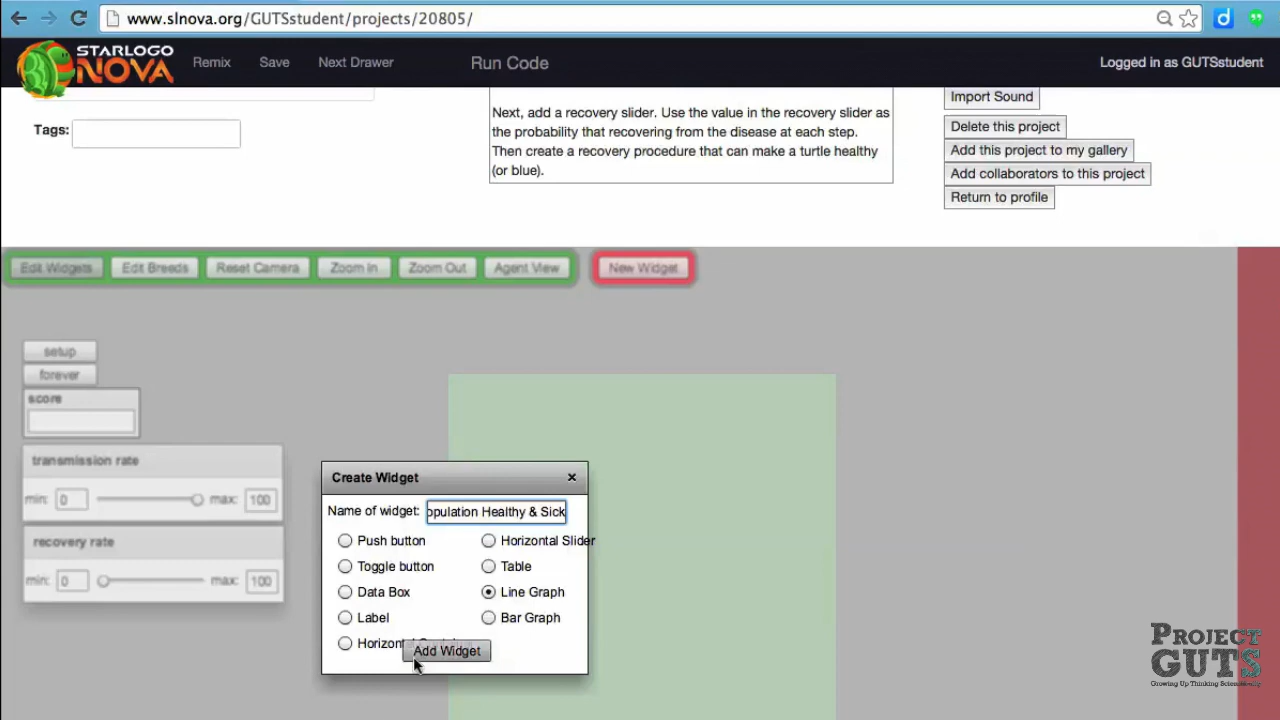 www.slnova.org/GUTSstudent/projects/20805/
STARLOGO
NOVA
Remix
Save
Next Drawer
Run Code
Logged in as GUTSstudent
Import Sound
Tags:
Next, add a recovery slider. Use the value in the recovery slider as
the probability that recovering from the disease at each step.
Then create a recovery procedure that can make a turtle healthy
(or blue).
Delete this project
Add this project to my gallery
Add collaborators to this project
Return to profile
Edit Widgets
Edit Breeds
Reset Camera
Zoom In
Zoom Out
Agent View
New Widget
setup
forever
score
transmission rate
min: 0
max: 100
recovery rate
min: 0
max: 100
Create Widget
×
Name of widget: opulation Healthy & Sick
Push button
Horizontal Slider
Toggle button
Table
Data Box
Line Graph
Label
Bar Graph
Add Widget
PROJECT
GUTS
Growing Up Thinking Scientifically